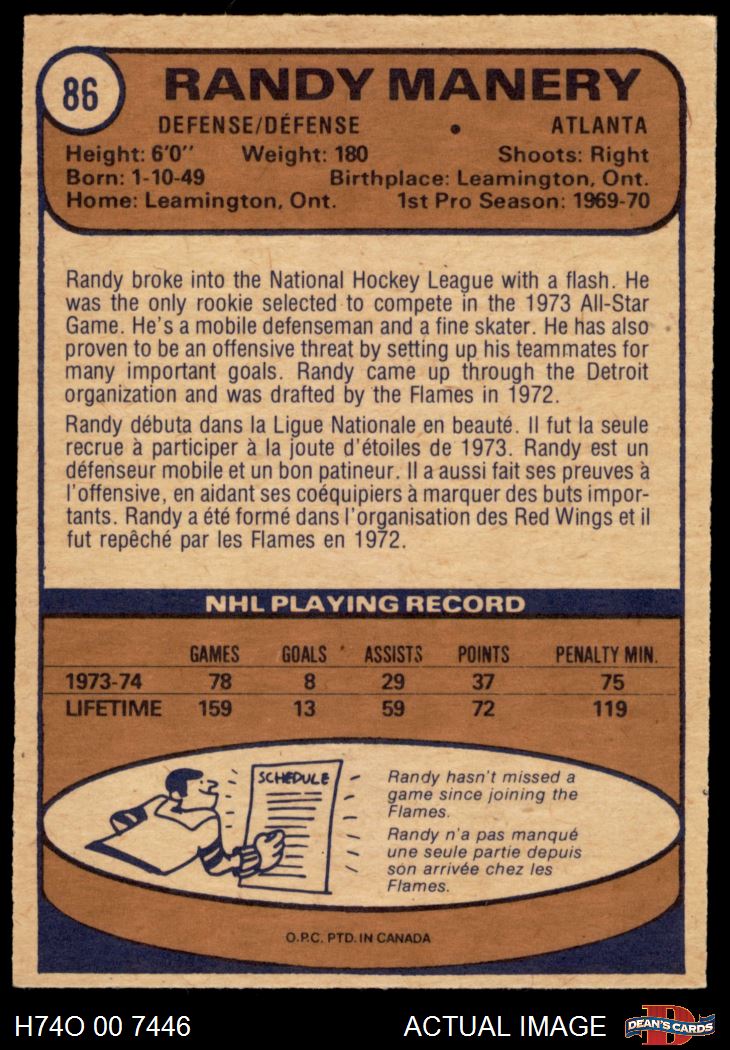 86
RANDY MANERY
DEFENSE/DÉFENSE • ATLANTA
Height: 6'0" Weight: 180 Shoots: Right
Born: 1-10-49 Birthplace: Leamington, Ont.
Home: Leamington, Ont. 1st Pro Season: 1969-70
Randy broke into the National Hockey League with a flash. He
was the only rookie selected to compete in the 1973 All-Star
Game. He's a mobile defenseman and a fine skater. He has also
proven to be an offensive threat by setting up his teammates for
many important goals. Randy came up through the Detroit
organization and was drafted by the Flames in 1972.
Randy débuta dans la Ligue Nationale en beauté. Il fut la seule
recrue à participer à la joute d'étoiles de 1973. Randy est un
défenseur mobile et un bon patineur. Il a aussi fait ses preuves à
l'offensive, en aidant ses coéquipiers à marquer des buts impor-
tants. Randy a été formé dans l'organisation des Red Wings et il
fut repêché par les Flames en 1972.
NHL PLAYING RECORD
GAMES GOALS ASSISTS POINTS PENALTY MIN.
1973-74 78 8 29 37 75
LIFETIME 159 13 59 72 119
SCHEDULE
Randy hasn't missed a
game since joining the
Flames.
Randy n'a pas manqué
une seule partie depuis
son arrivée chez les
Flames.
O.P.C. PTD. IN CANADA
H74O 00 7446 ACTUAL IMAGE
D
DEAN'S CARDS